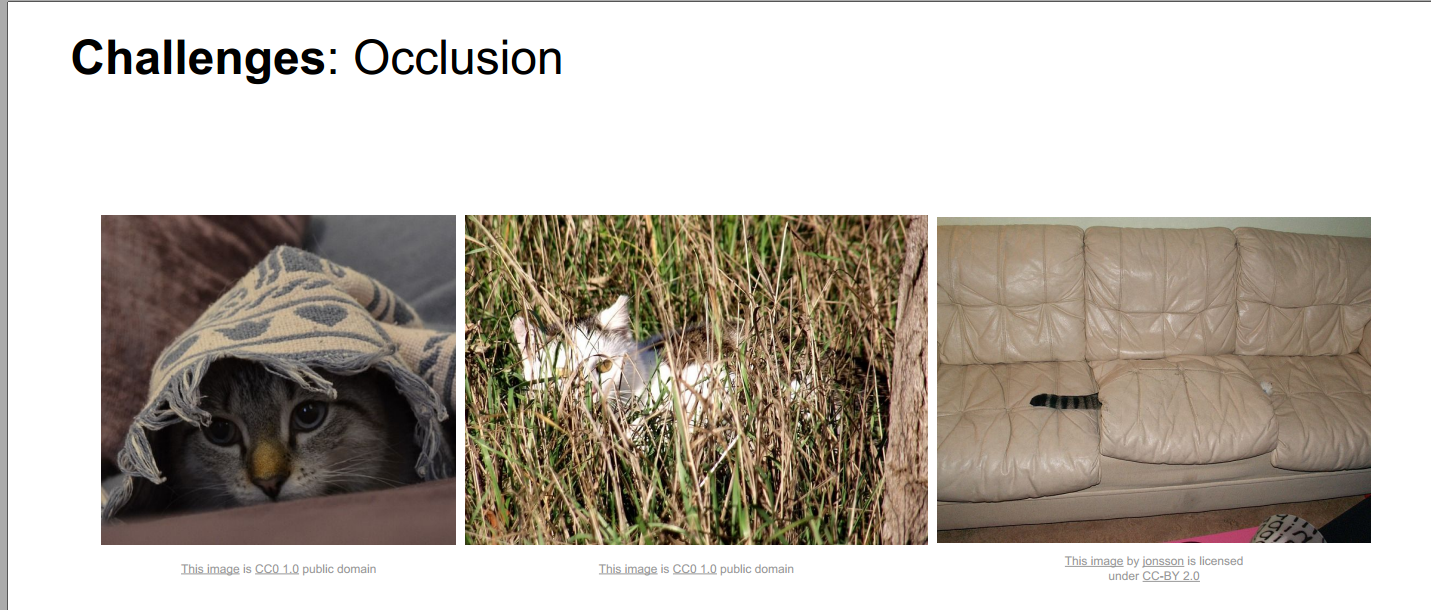 Challenges: Occlusion
This image is CC0 1.0 public domain
This image is CC0 1.0 public domain
This image by jonsson is licensed
under CC-BY 2.0